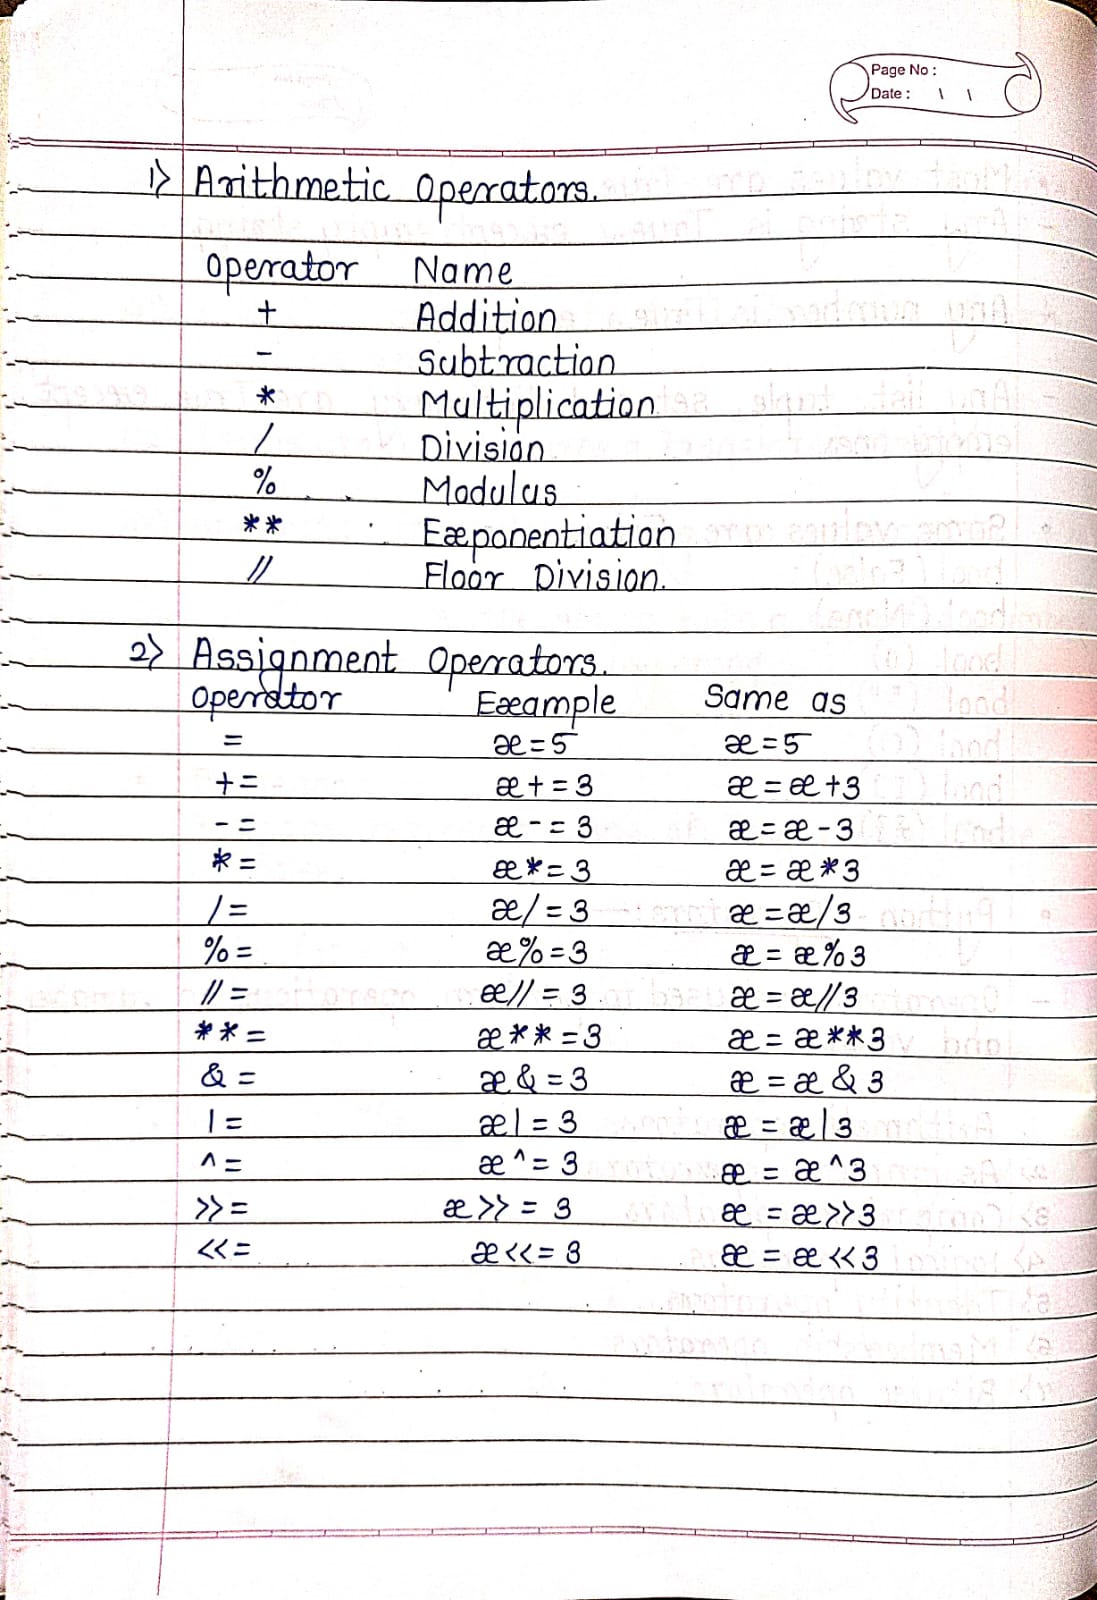 Page No :
Date : \ \
1> Arithmetic Operators.
Operator Name
+ Addition
- Subtraction
* Multiplication
/ Division
% Modulus
** Exponentiation
// Floor Division.
2> Assignment Operators.
Operator Example Same as
= x=5 x=5
+= x+=3 x=x+3
-= x-=3 x=x-3
*= x*=3 x=x*3
/= x/=3 x=x/3
%= x%=3 x=x%3
//= x//=3 x=x//3
**= x**=3 x=x**3
&= x&=3 x=x&3
|= x|=3 x=x|3
^= x^=3 x=x^3
>>= x>>=3 x=x>>3
<<= x<<=3 x=x<<3